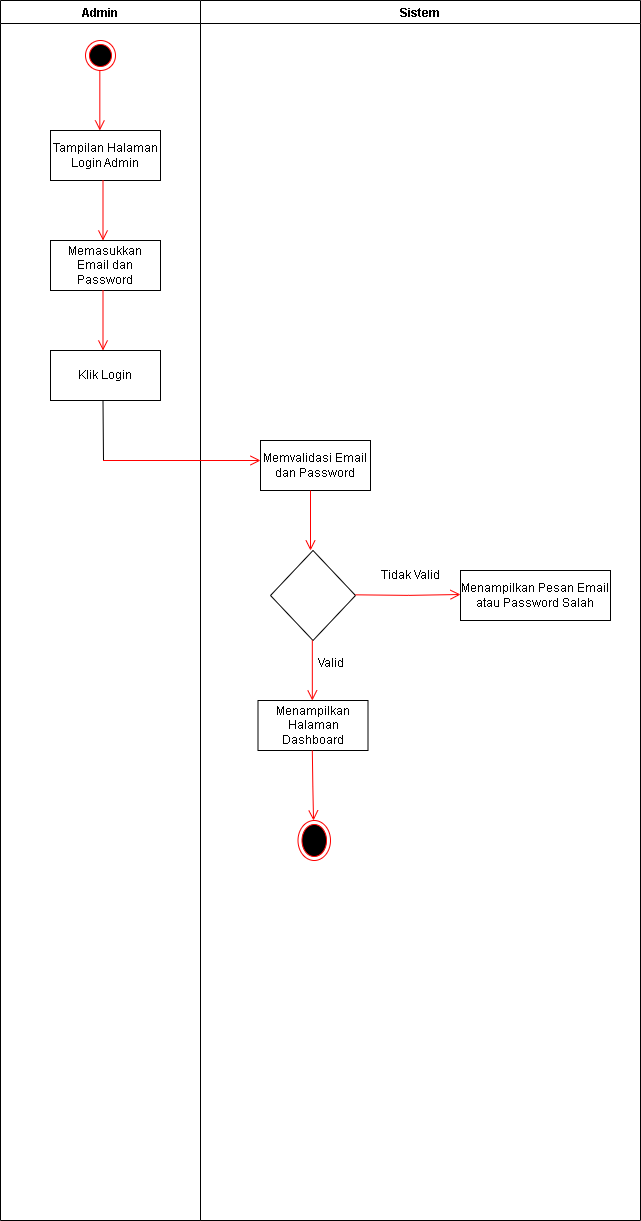 Admin
Sistem
Tampilan Halaman
Login Admin
Memasukkan
Email dan
Password
Klik Login
Memvalidasi Email
dan Password
Tidak Valid
Menampilkan Pesan Email
atau Password Salah
Valid
Menampilkan
Halaman
Dashboard